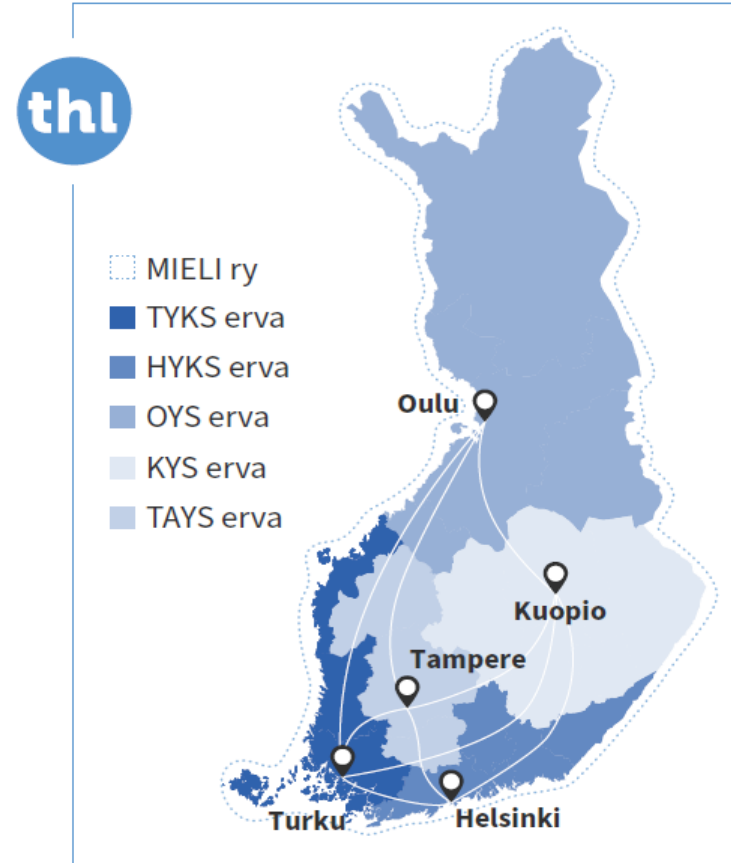 thl
MIELI ry
TYKS erva
HYKS erva
OYS erva
KYS erva
TAYS erva
Oulu
Kuopio
Tampere
Turku
Helsinki